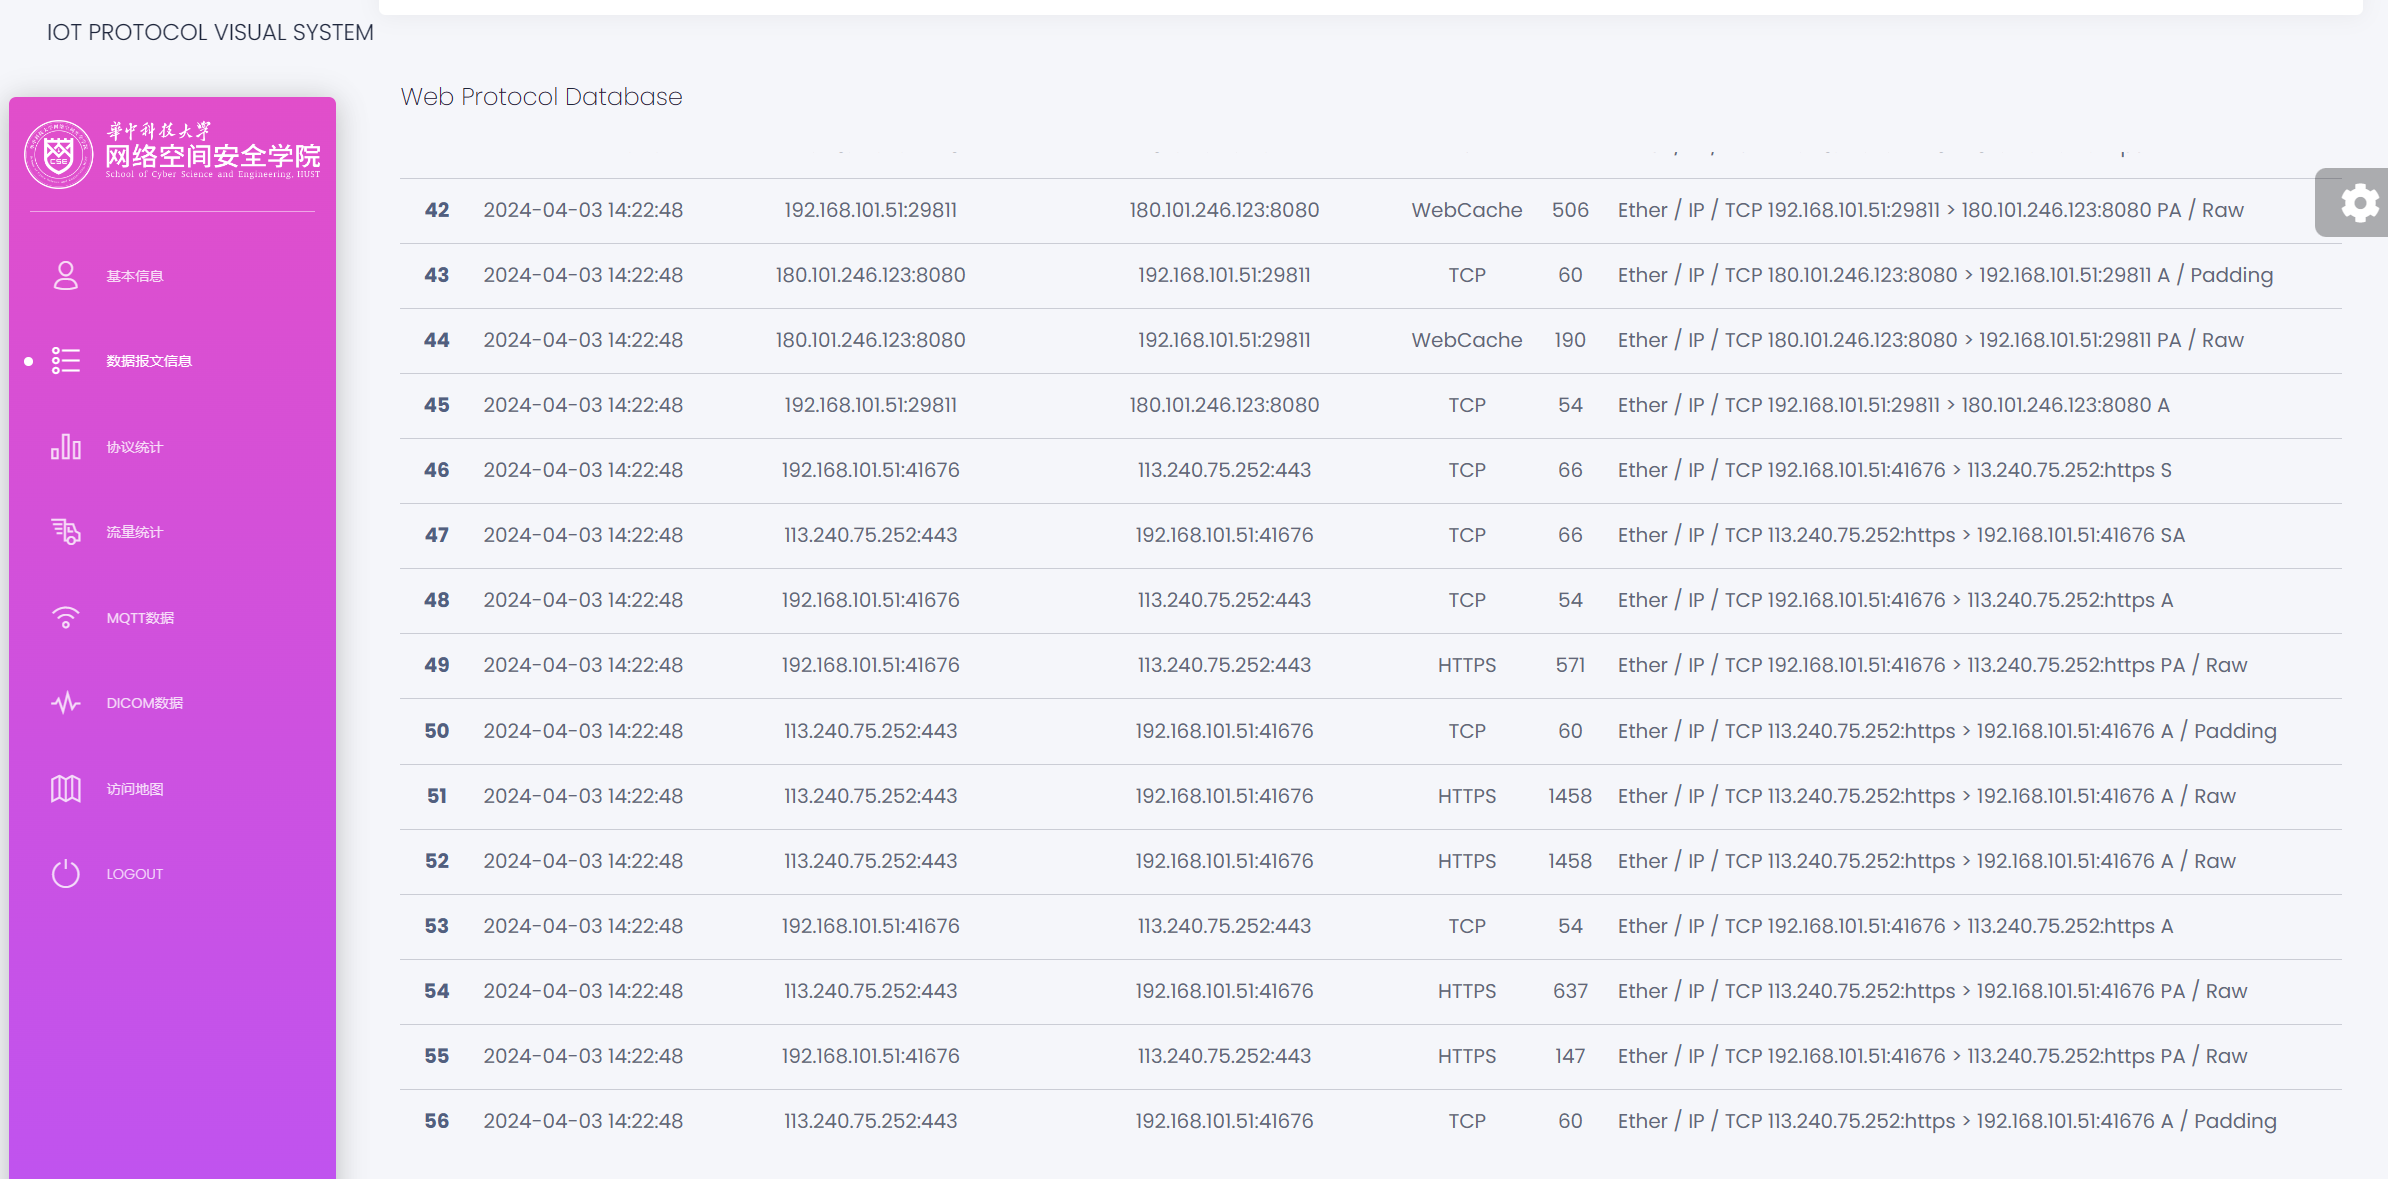 IOT PROTOCOL VISUAL SYSTEM
華中科技大学
网络空间安全学院
School of Cyber Science and Engineering, HUST
CSE
基本信息
数据报文信息
协议统计
流量统计
MQTT数据
DICOM数据
访问地图
LOGOUT
Web Protocol Database
42 2024-04-03 14:22:48 192.168.101.51:29811 180.101.246.123:8080 WebCache 506 Ether / IP / TCP 192.168.101.51:29811 > 180.101.246.123:8080 PA / Raw
43 2024-04-03 14:22:48 180.101.246.123:8080 192.168.101.51:29811 TCP 60 Ether / IP / TCP 180.101.246.123:8080 > 192.168.101.51:29811 A / Padding
44 2024-04-03 14:22:48 180.101.246.123:8080 192.168.101.51:29811 WebCache 190 Ether / IP / TCP 180.101.246.123:8080 > 192.168.101.51:29811 PA / Raw
45 2024-04-03 14:22:48 192.168.101.51:29811 180.101.246.123:8080 TCP 54 Ether / IP / TCP 192.168.101.51:29811 > 180.101.246.123:8080 A
46 2024-04-03 14:22:48 192.168.101.51:41676 113.240.75.252:443 TCP 66 Ether / IP / TCP 192.168.101.51:41676 > 113.240.75.252:https S
47 2024-04-03 14:22:48 113.240.75.252:443 192.168.101.51:41676 TCP 66 Ether / IP / TCP 113.240.75.252:https > 192.168.101.51:41676 SA
48 2024-04-03 14:22:48 192.168.101.51:41676 113.240.75.252:443 TCP 54 Ether / IP / TCP 192.168.101.51:41676 > 113.240.75.252:https A
49 2024-04-03 14:22:48 192.168.101.51:41676 113.240.75.252:443 HTTPS 571 Ether / IP / TCP 192.168.101.51:41676 > 113.240.75.252:https PA / Raw
50 2024-04-03 14:22:48 113.240.75.252:443 192.168.101.51:41676 TCP 60 Ether / IP / TCP 113.240.75.252:https > 192.168.101.51:41676 A / Padding
51 2024-04-03 14:22:48 113.240.75.252:443 192.168.101.51:41676 HTTPS 1458 Ether / IP / TCP 113.240.75.252:https > 192.168.101.51:41676 A / Raw
52 2024-04-03 14:22:48 113.240.75.252:443 192.168.101.51:41676 HTTPS 1458 Ether / IP / TCP 113.240.75.252:https > 192.168.101.51:41676 A / Raw
53 2024-04-03 14:22:48 192.168.101.51:41676 113.240.75.252:443 TCP 54 Ether / IP / TCP 192.168.101.51:41676 > 113.240.75.252:https A
54 2024-04-03 14:22:48 113.240.75.252:443 192.168.101.51:41676 HTTPS 637 Ether / IP / TCP 113.240.75.252:https > 192.168.101.51:41676 PA / Raw
55 2024-04-03 14:22:48 192.168.101.51:41676 113.240.75.252:443 HTTPS 147 Ether / IP / TCP 192.168.101.51:41676 > 113.240.75.252:https PA / Raw
56 2024-04-03 14:22:48 113.240.75.252:443 192.168.101.51:41676 TCP 60 Ether / IP / TCP 113.240.75.252:https > 192.168.101.51:41676 A / Padding